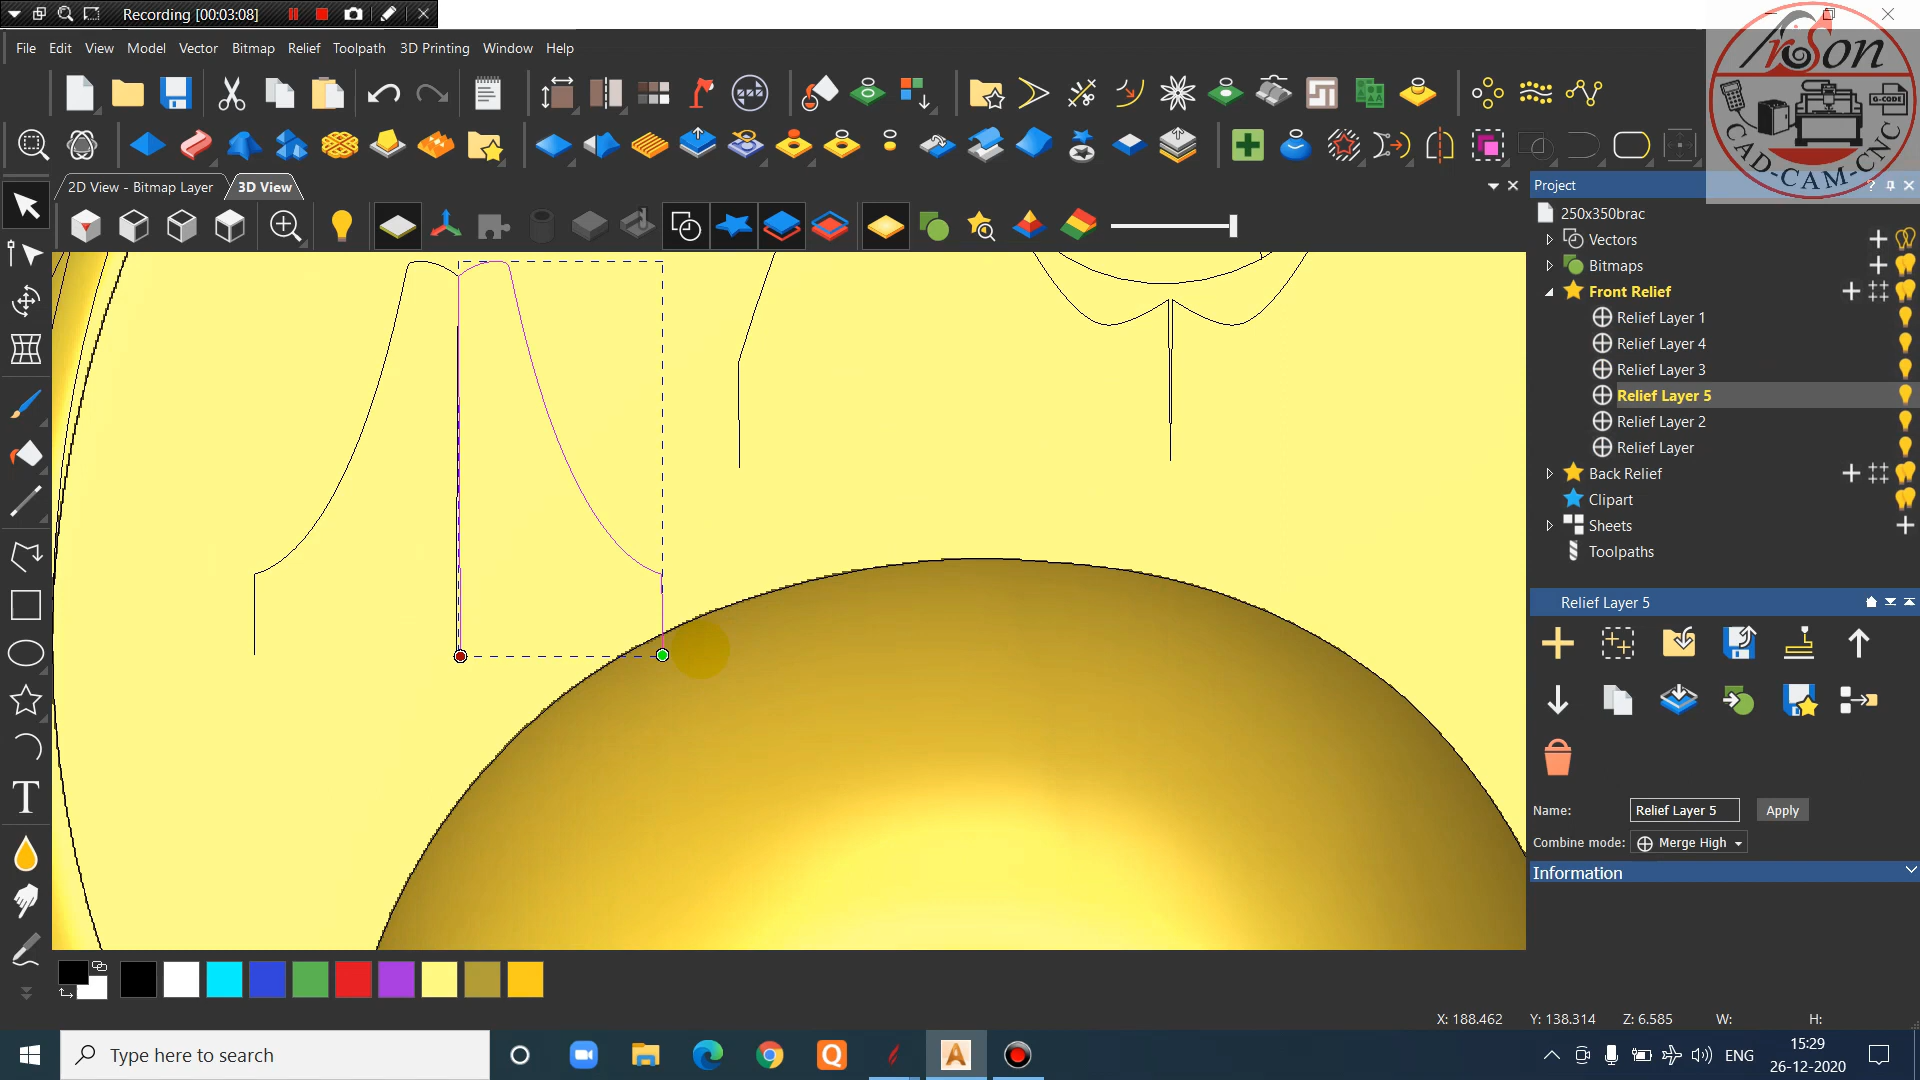 Recording [00:03:08]
File Edit View Model Vector Bitmap Relief Toolpath 3D Printing Window Help
ArSon
G-CODE
CAD-CAM-CNC
2D View - Bitmap Layer
3D View
Project
250x350brac
Vectors
Bitmaps
Front Relief
Relief Layer 1
Relief Layer 4
Relief Layer 3
Relief Layer 5
Relief Layer 2
Relief Layer
Back Relief
Clipart
Sheets
Toolpaths
Relief Layer 5
Name: Relief Layer 5 Apply
Combine mode: Merge High
Information
X: 188.462 Y: 138.314 Z: 6.585 W: H:
Type here to search
ENG
15:29
26-12-2020